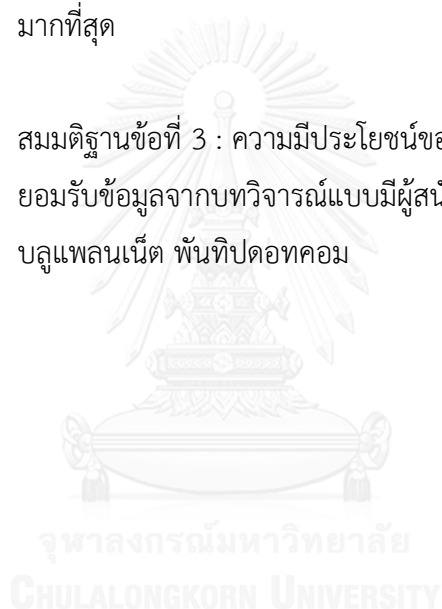 มากที่สุด
สมมติฐานข้อที่ 3 : ความมีประโยชน์ขอ
ยอมรับข้อมูลจากบทวิจารณ์แบบมีผู้สนั
บลูแพลนเน็ต พันทิปดอทคอม
จุฬาลงกรณ์มหาวิทยาลัย
CHULALONGKORN UNIVERSITY